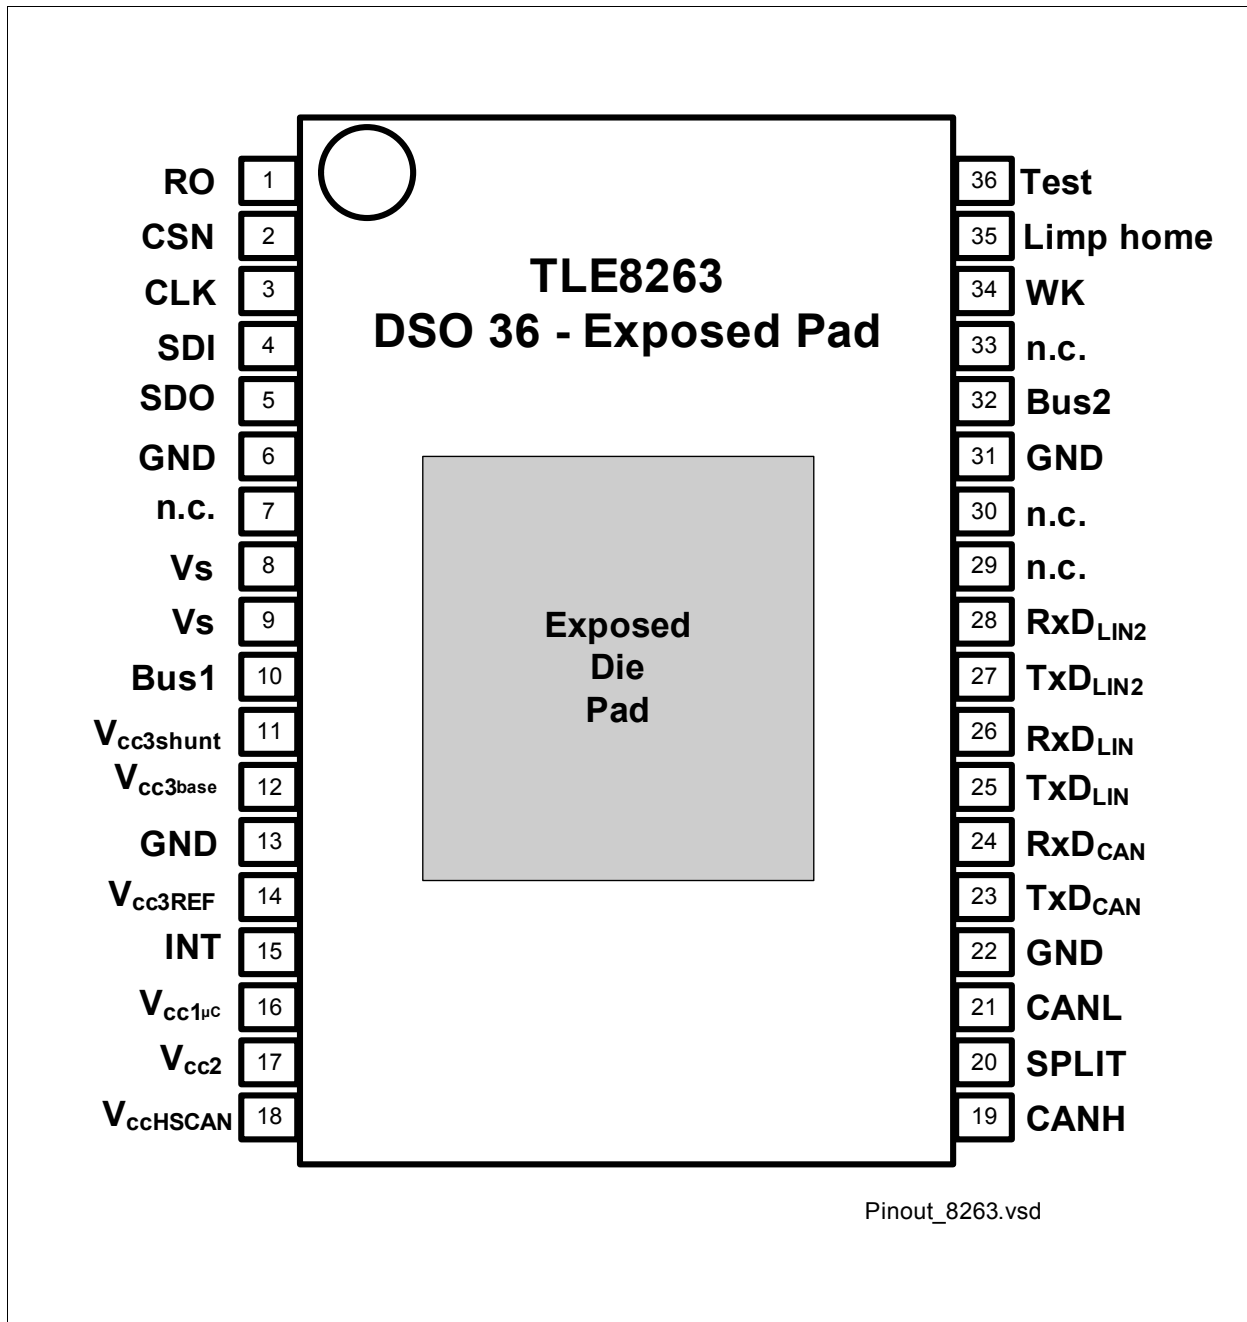 RO 1
CSN 2
CLK 3
SDI 4
SDO 5
GND 6
n.c. 7
Vs 8
Vs 9
Bus1 10
Vcc3shunt 11
Vcc3base 12
GND 13
Vcc3REF 14
INT 15
Vcc1µC 16
Vcc2 17
VccHSCAN 18
TLE8263
DSO 36 - Exposed Pad
Exposed
Die
Pad
36 Test
35 Limp home
34 WK
33 n.c.
32 Bus2
31 GND
30 n.c.
29 n.c.
28 RxDLIN2
27 TxDLIN2
26 RxDLIN
25 TxDLIN
24 RxDCAN
23 TxDCAN
22 GND
21 CANL
20 SPLIT
19 CANH
Pinout_8263.vsd